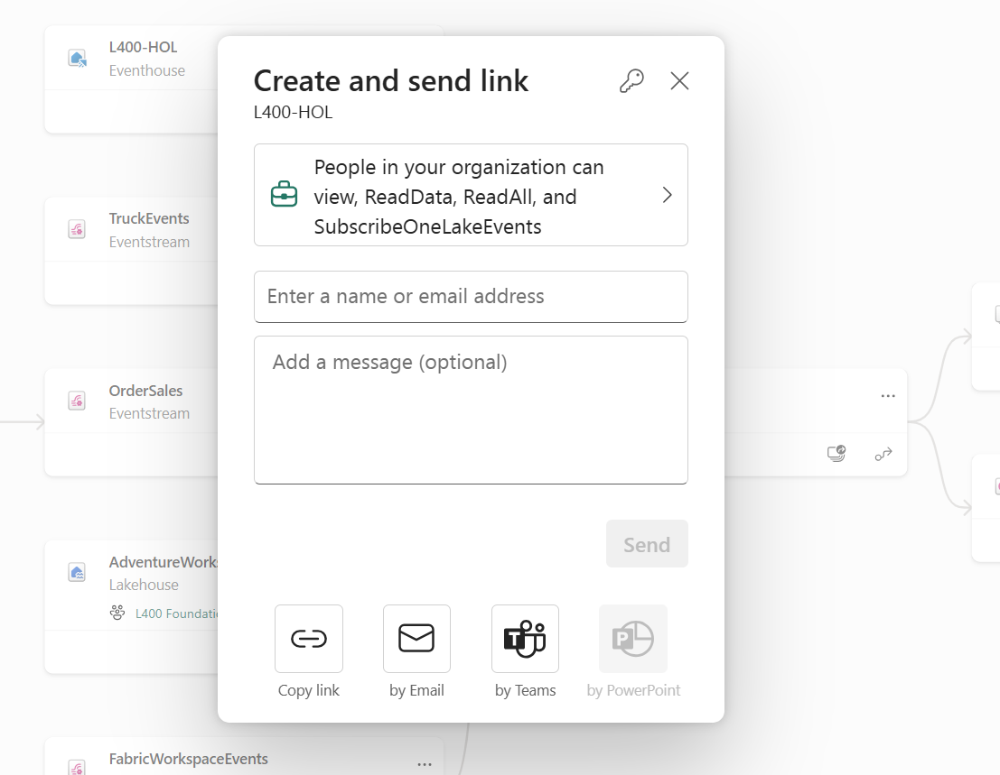 L400-HOL
Eventhouse
TruckEvents
Eventstream
OrderSales
Eventstream
AdventureWorks
Lakehouse
L400
FabricWorkspaceEvents
Create and send link
L400-HOL
People in your organization can
view, ReadData, ReadAll, and
SubscribeOneLakeEvents
Enter a name or email address
Add a message (optional)
Send
Copy link
by Email
by Teams
by PowerPoint